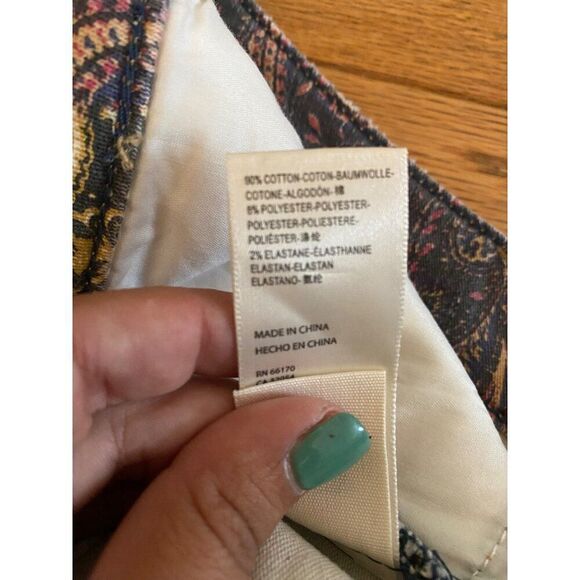 90% COTTON-COTON-BAUMWOLLE-
COTONE-ALGODÓN- 棉
8% POLYESTER-POLYESTER-
POLYESTER-POLIESTERE-
POLIÉSTER- 涤 纶
2% ELASTANE-ÉLASTHANNE
ELASTAN-ELASTAN
ELASTANO- 氨纶
MADE IN CHINA
HECHO EN CHINA
RN 66170
CA